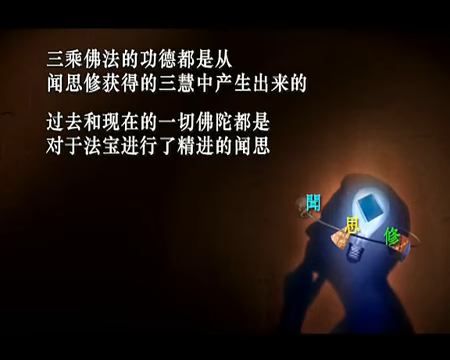 三乘佛法的功德都是从
闻思修获得的三慧中产生出来的
过去和现在的一切佛陀都是
对于法宝进行了精进的闻思
聞
思
修